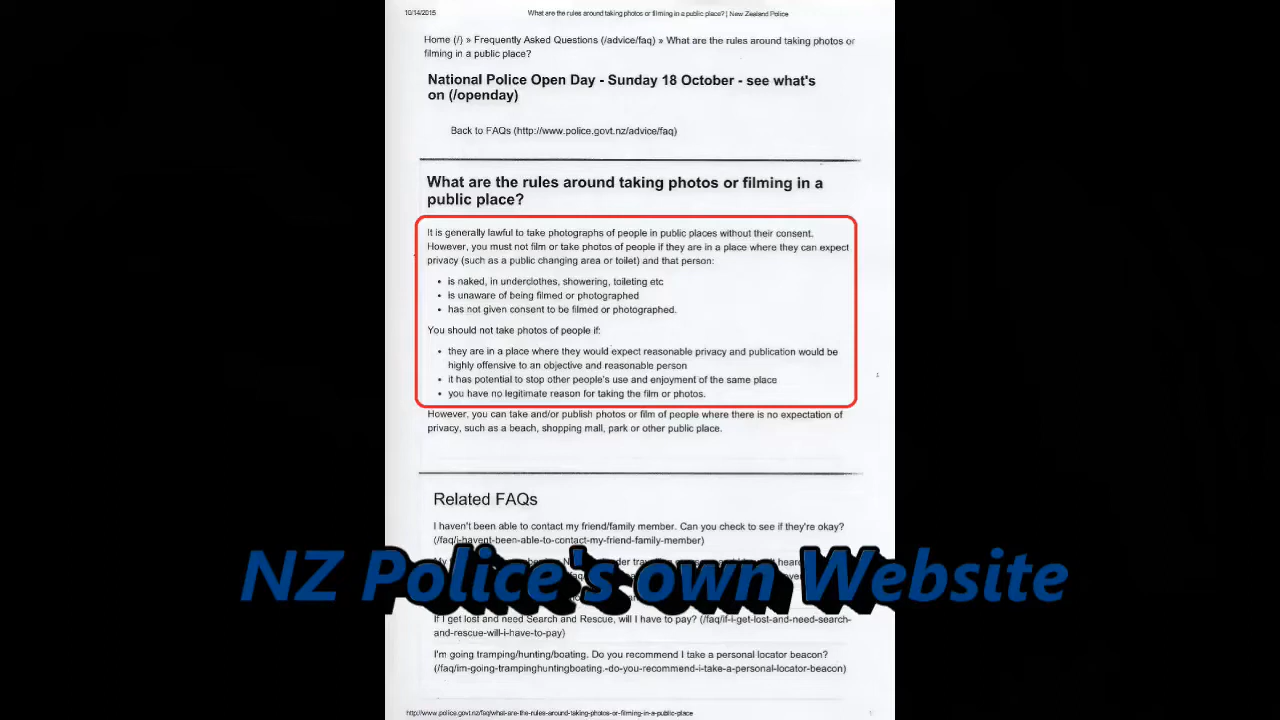 10/14/2015 What are the rules around taking photos or filming in a public place? | New Zealand Police
Home (/) » Frequently Asked Questions (/advice/faq) » What are the rules around taking photos or
filming in a public place?
National Police Open Day - Sunday 18 October - see what's
on (/openday)
Back to FAQs (http://www.police.govt.nz/advice/faq)
What are the rules around taking photos or filming in a
public place?
It is generally lawful to take photographs of people in public places without their consent.
However, you must not film or take photos of people if they are in a place where they can expect
privacy (such as a public changing area or toilet) and that person:
• is naked, in underclothes, showering, toileting etc
• is unaware of being filmed or photographed
• has not given consent to be filmed or photographed.
You should not take photos of people if:
• they are in a place where they would expect reasonable privacy and publication would be
highly offensive to an objective and reasonable person
• it has potential to stop other people's use and enjoyment of the same place
• you have no legitimate reason for taking the film or photos.
However, you can take and/or publish photos or film of people where there is no expectation of
privacy, such as a beach, shopping mall, park or other public place.
Related FAQs
I haven't been able to contact my friend/family member. Can you check to see if they're okay?
(/faq/i-havent-been-able-to-contact-my-friend-family-member)
My
NZ Police's own Website
If I get lost and need Search and Rescue, will I have to pay? (/faq/if-i-get-lost-and-need-search-
and-rescue-will-i-have-to-pay)
I'm going tramping/hunting/boating. Do you recommend I take a personal locator beacon?
(/faq/im-going-trampinghuntingboating.-do-you-recommend-i-take-a-personal-locator-beacon)
http://www.police.govt.nz/faq/what-are-the-rules-around-taking-photos-or-filming-in-a-public-place